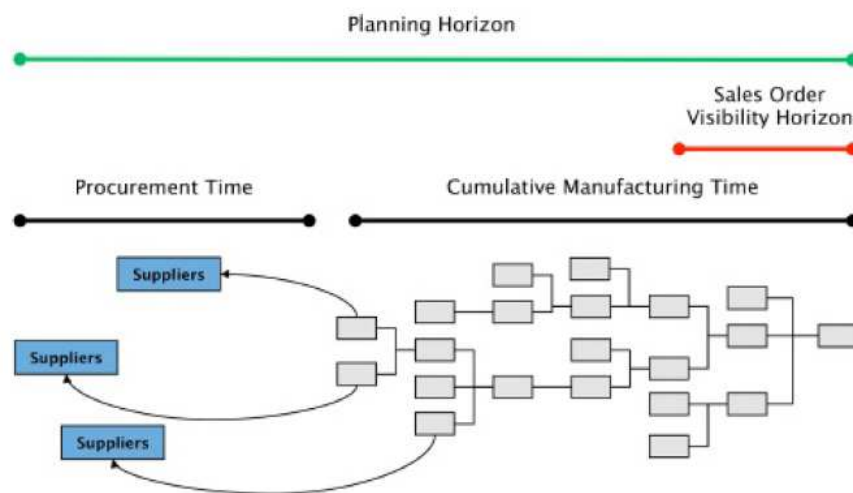 Planning Horizon
Sales Order
Visibility Horizon
Procurement Time
Cumulative Manufacturing Time
Suppliers
Suppliers
Suppliers